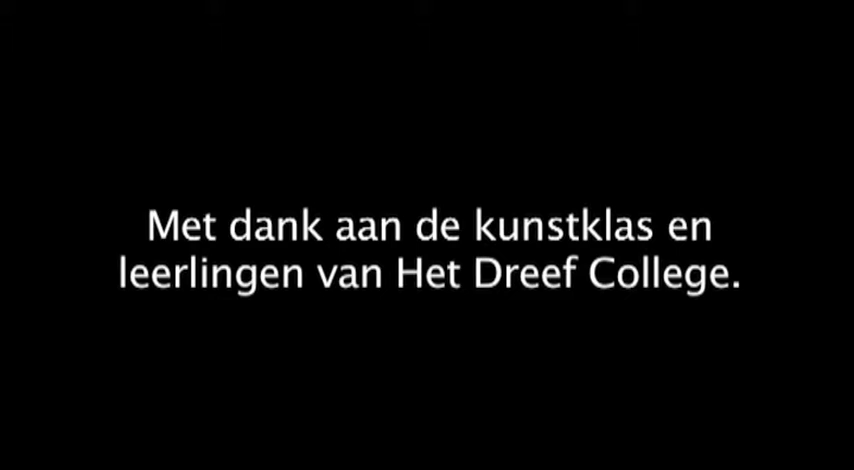 Met dank aan de kunstklas en
leerlingen van Het Dreef College.